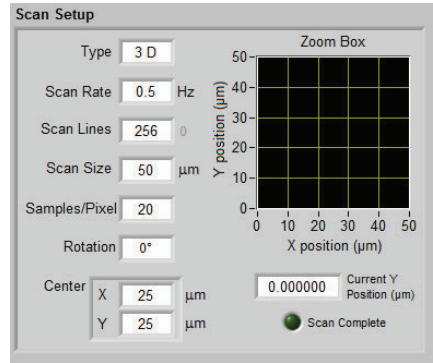 Scan Setup
Type 3 D
Scan Rate 0.5 Hz
Scan Lines 256 0
Scan Size 50 µm
Samples/Pixel 20
Rotation 0°
Center
X 25 µm
Y 25 µm
Zoom Box
Y position (µm)
50
40
30
20
10
0
0 10 20 30 40 50
X position (µm)
0.000000 Current Y
Position (µm)
Scan Complete